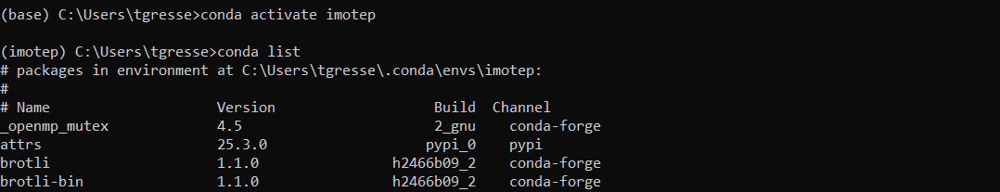 (base) C:\Users\tgresse>conda activate imotep
(imotep) C:\Users\tgresse>conda list
# packages in environment at C:\Users\tgresse\.conda\envs\imotep:
#
# Name                    Version                   Build  Channel
_openmp_mutex             4.5                       2_gnu    conda-forge
attrs                     25.3.0                   pypi_0    pypi
brotli                    1.1.0                h2466b09_2    conda-forge
brotli-bin                1.1.0                h2466b09_2    conda-forge